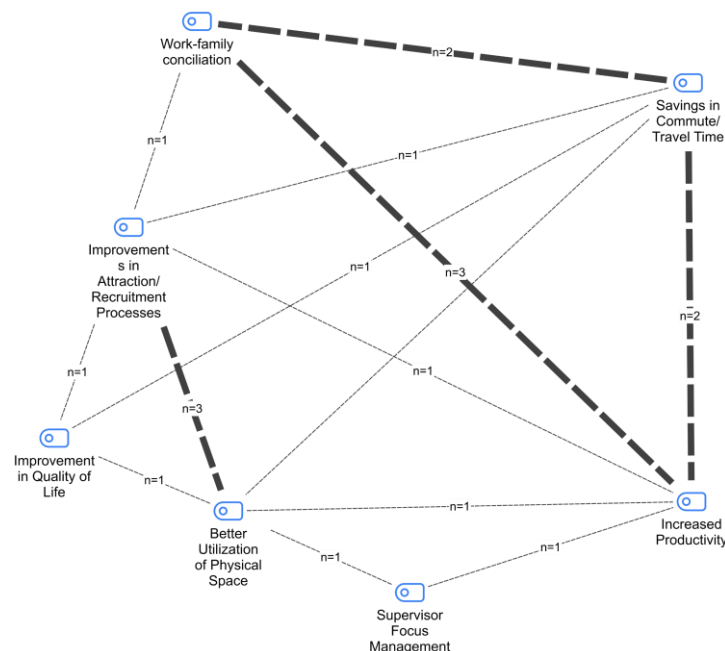 Work-family
conciliation
n=2
Savings in
Commute/
Travel Time
n=1
n=1
Improvement
s in
Attraction/
Recruitment
Processes
n=1
n=3
n=2
n=1
n=1
n=3
Improvement
in Quality of
Life
n=1
n=1
Better
Utilization
of Physical
Space
Increased
Productivity
n=1
n=1
Supervisor
Focus
Management